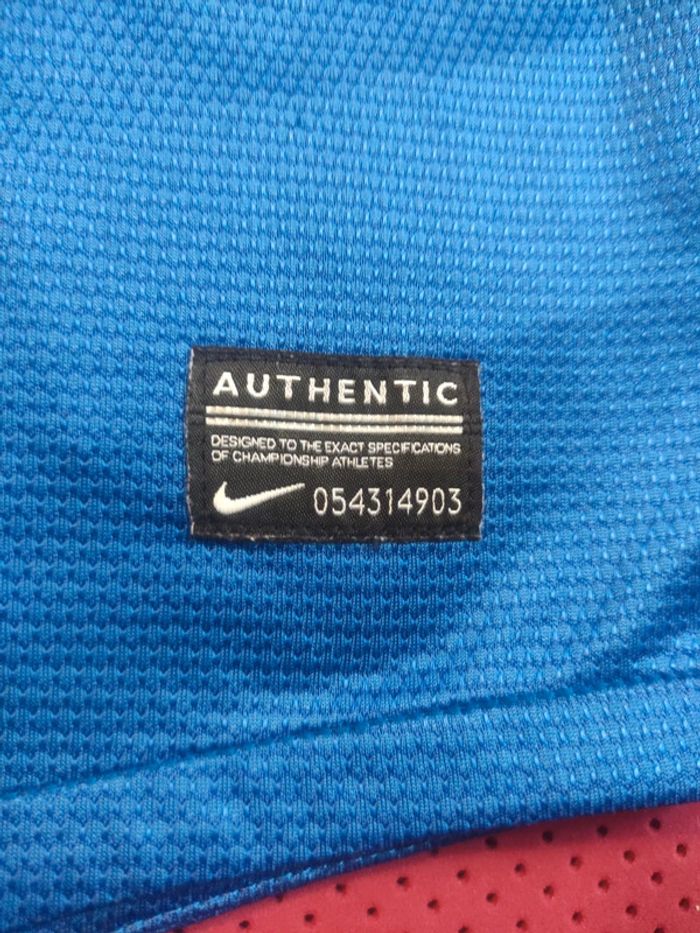 AUTHENTIC
DESIGNED TO THE EXACT SPECIFICATIONS
OF CHAMPIONSHIP ATHLETES
054314903